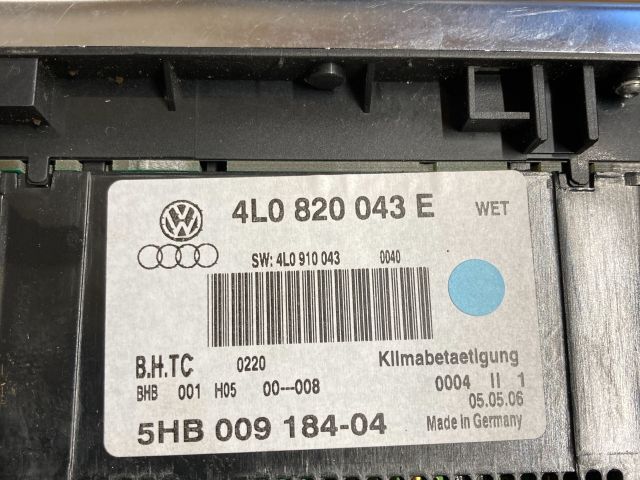 4L0 820 043 E WET
SW: 4L0 910 043 0040
B.H.TC 0220 Klimabetaetigung
BHB 001 H05 00---008 0004 II 1
05.05.06
5HB 009 184-04 Made in Germany